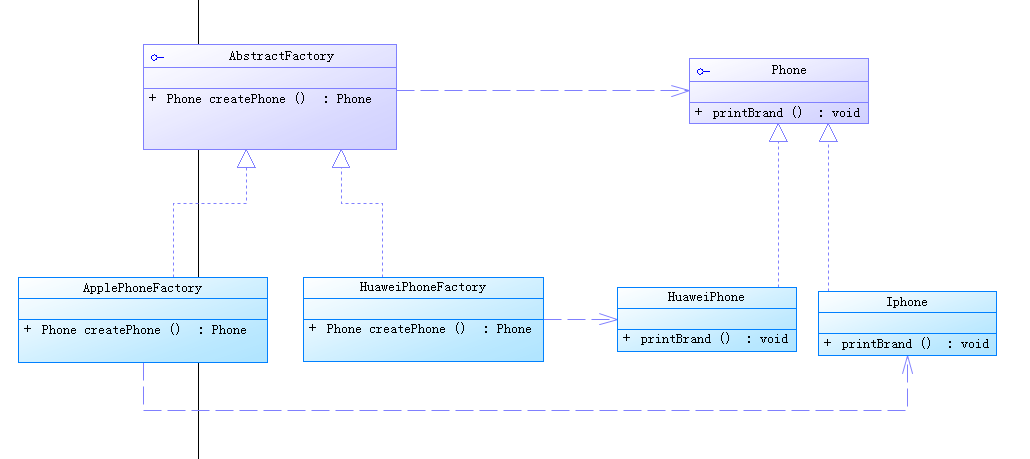 AbstractFactory
+ Phone createPhone () : Phone
Phone
+ printBrand () : void
ApplePhoneFactory
+ Phone createPhone () : Phone
HuaweiPhoneFactory
+ Phone createPhone () : Phone
HuaweiPhone
+ printBrand () : void
Iphone
+ printBrand () : void